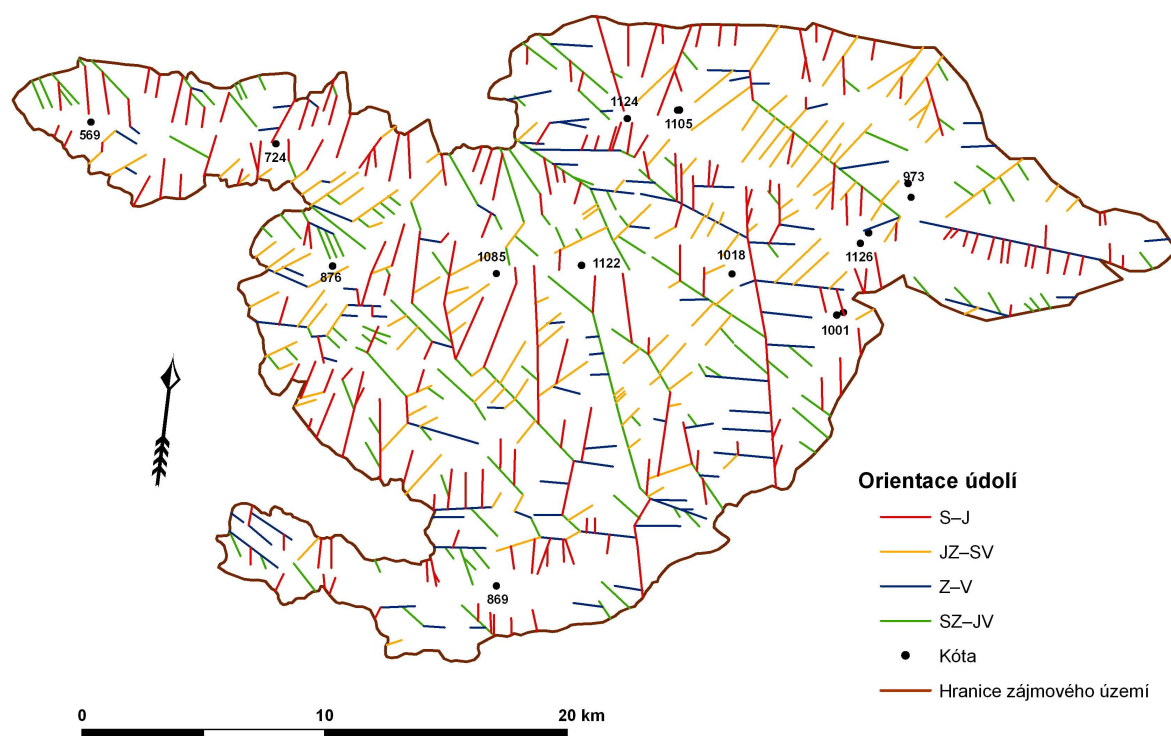 1124
1105
569
724
973
1085
1122
1018
1126
876
1001
869
Orientace údolí
S–J
JZ–SV
Z–V
SZ–JV
Kóta
Hranice zájmového území
0 10 20 km